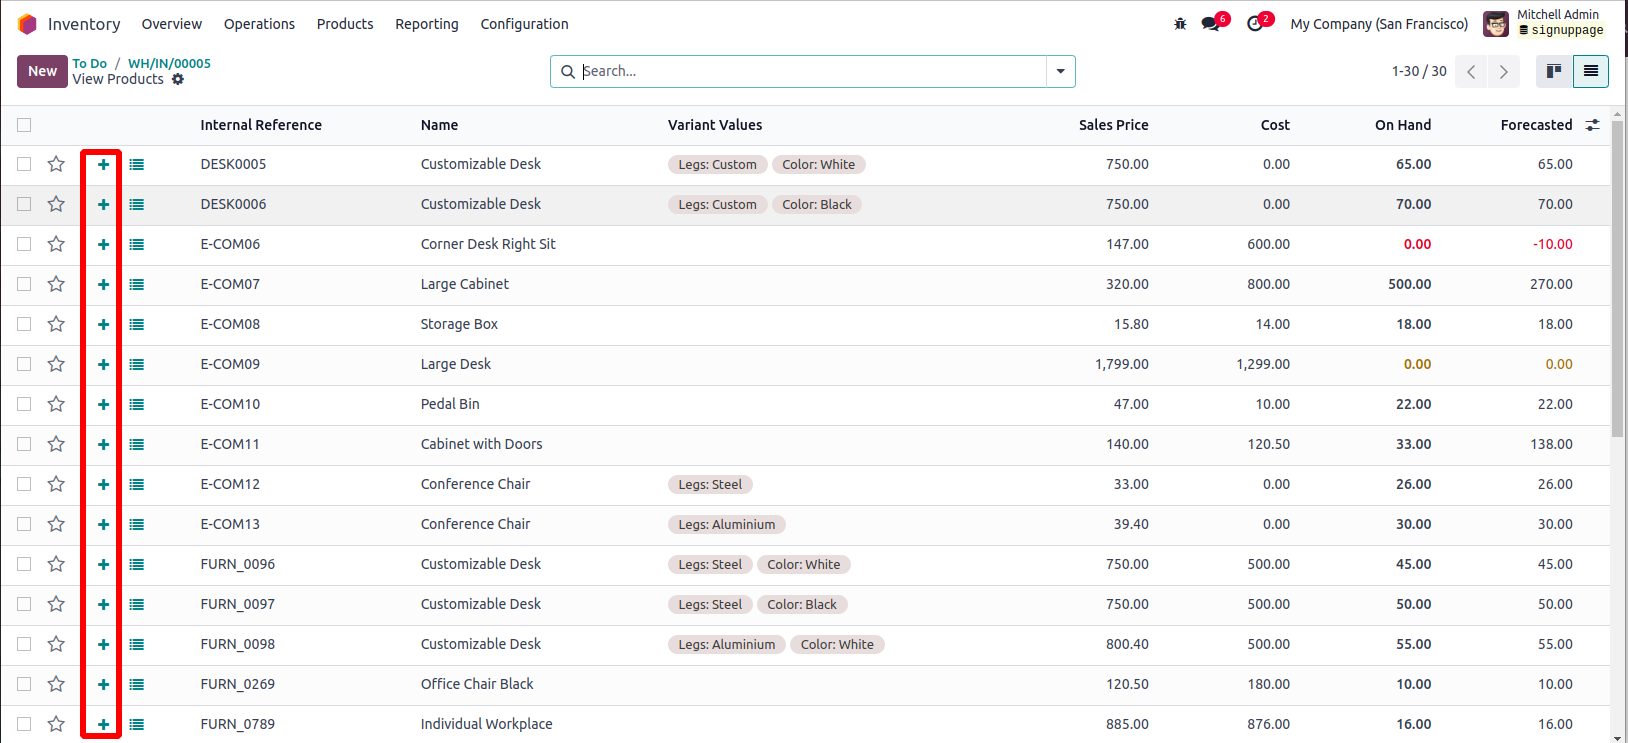 Inventory Overview Operations Products Reporting Configuration 6 2 My Company (San Francisco) Mitchell Admin
signuppage
New To Do / WH/IN/00005 Search... 1-30 / 30
View Products
Internal Reference Name Variant Values Sales Price Cost On Hand Forecasted
DESK0005 Customizable Desk Legs: Custom Color: White 750.00 0.00 65.00 65.00
DESK0006 Customizable Desk Legs: Custom Color: Black 750.00 0.00 70.00 70.00
E-COM06 Corner Desk Right Sit 147.00 600.00 0.00 -10.00
E-COM07 Large Cabinet 320.00 800.00 500.00 270.00
E-COM08 Storage Box 15.80 14.00 18.00 18.00
E-COM09 Large Desk 1,799.00 1,299.00 0.00 0.00
E-COM10 Pedal Bin 47.00 10.00 22.00 22.00
E-COM11 Cabinet with Doors 140.00 120.50 33.00 138.00
E-COM12 Conference Chair Legs: Steel 33.00 0.00 26.00 26.00
E-COM13 Conference Chair Legs: Aluminium 39.40 0.00 30.00 30.00
FURN_0096 Customizable Desk Legs: Steel Color: White 750.00 500.00 45.00 45.00
FURN_0097 Customizable Desk Legs: Steel Color: Black 750.00 500.00 50.00 50.00
FURN_0098 Customizable Desk Legs: Aluminium Color: White 800.40 500.00 55.00 55.00
FURN_0269 Office Chair Black 120.50 180.00 10.00 10.00
FURN_0789 Individual Workplace 885.00 876.00 16.00 16.00